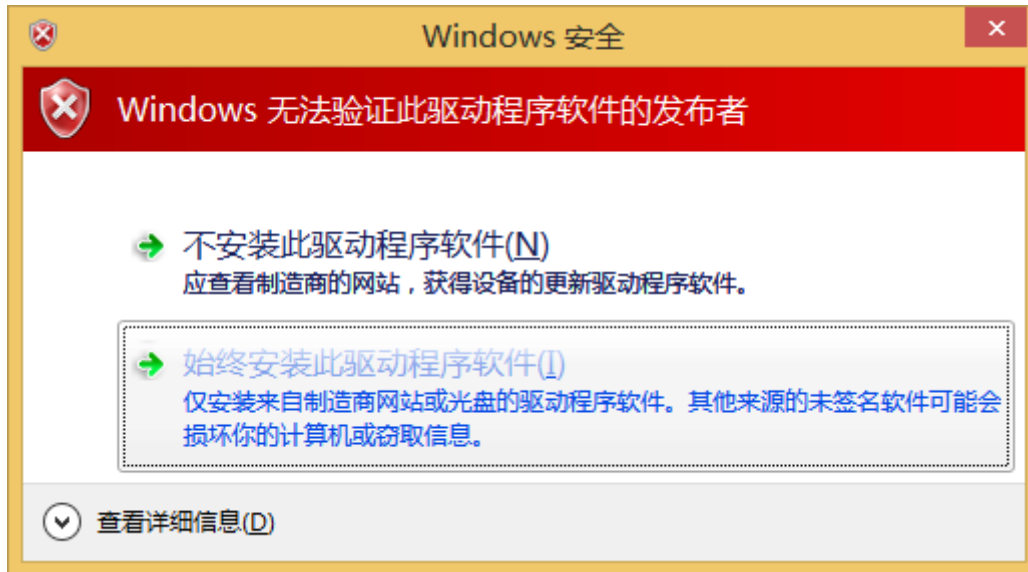 Windows 安全
Windows 无法验证此驱动程序软件的发布者
不安装此驱动程序软件(N)
应查看制造商的网站，获得设备的更新驱动程序软件。
始终安装此驱动程序软件(I)
仅安装来自制造商网站或光盘的驱动程序软件。其他来源的未签名软件可能会
损坏你的计算机或窃取信息。
查看详细信息(D)